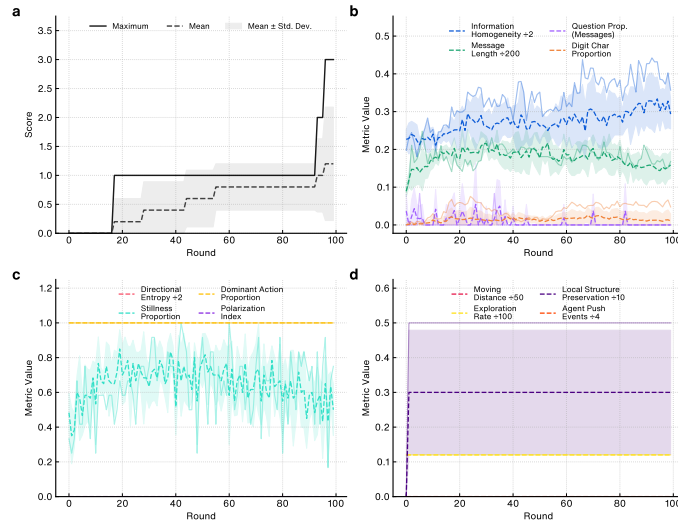 a
Maximum
Mean
Mean ± Std. Dev.
3.5
3.0
2.5
2.0
1.5
1.0
0.5
0.0
Score
0
20
40
60
80
100
Round
b
Information
Homogeneity ÷2
Message
Length ÷200
Question Prop.
(Messages)
Digit Char
Proportion
0.5
0.4
0.3
0.2
0.1
0.0
Metric Value
0
20
40
60
80
100
Round
c
Directional
Entropy ÷2
Stillness
Proportion
Dominant Action
Proportion
Polarization
Index
1.2
1.0
0.8
0.6
0.4
0.2
0.0
Metric Value
0
20
40
60
80
100
Round
d
Moving
Distance ÷50
Exploration
Rate ÷100
Local Structure
Preservation ÷10
Agent Push
Events ÷4
0.6
0.5
0.4
0.3
0.2
0.1
0.0
Metric Value
0
20
40
60
80
100
Round